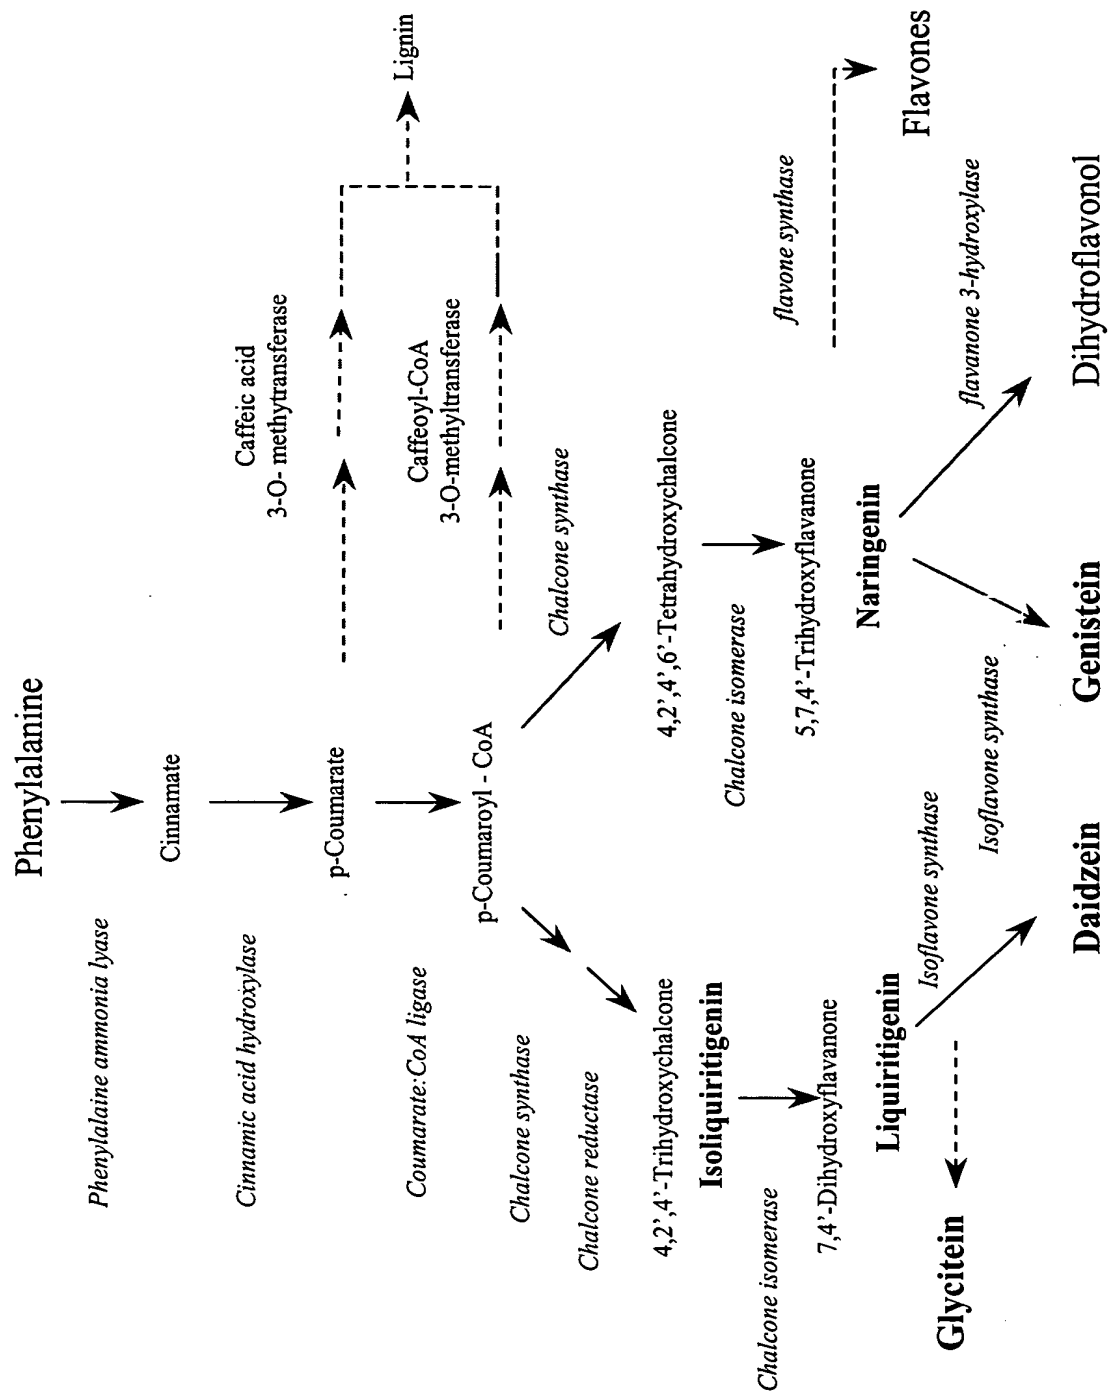 Phenylalanine
Phenylalaine ammonia lyase
Cinnamate
Cinnamic acid hydroxylase
Caffeic acid
3-O- methytransferase
p-Coumarate
Lignin
Coumarate:CoA ligase
Caffeoyl-CoA
3-O-methyltransferase
p-Coumaroyl - CoA
Chalcone synthase
Chalcone synthase
Chalcone reductase
4,2',4'-Trihydroxychalcone
4,2',4',6'-Tetrahydroxychalcone
Isoliquiritigenin
Chalcone isomerase
Chalcone isomerase
flavone synthase
7,4'-Dihydroxyflavanone
5,7,4'-Trihydroxyflavanone
Liquiritigenin
Naringenin
Flavones
Isoflavone synthase
flavanone 3-hydroxylase
Glycitein
Isoflavone synthase
Daidzein
Genistein
Dihydroflavonol